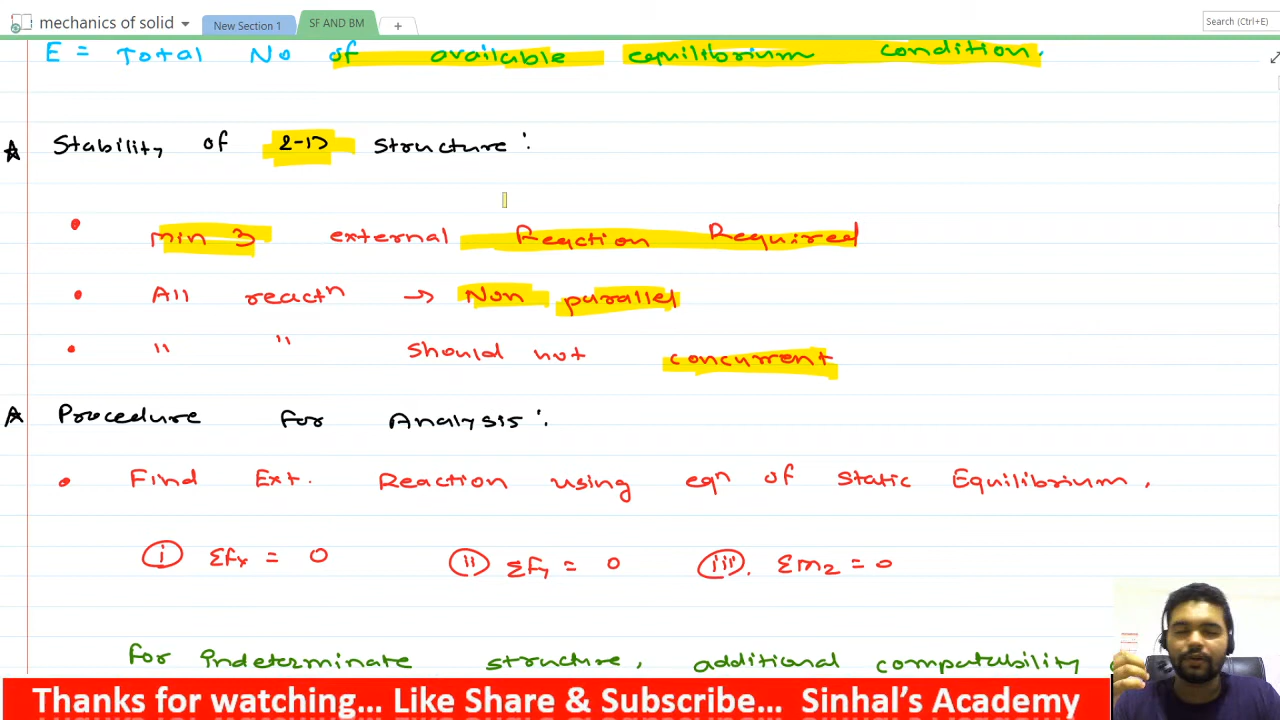 mechanics of solid
New Section 1
SF AND BM
+
Search (Ctrl+E)
E = Total No of available equilibrium condition.
Stability of 2-D Structure :
• Min 3 external Reaction Required
• All reactn → Non parallel
• " " should not concurrent
Procedure for Analysis :
• Find Ext. Reaction using eqn of static Equilibrium.
(i) Σfx = 0 (ii) Σfy = 0 (iii). Σmz = 0
for indeterminate structure, additional compatability
Thanks for watching... Like Share & Subscribe... Sinhal's Academy